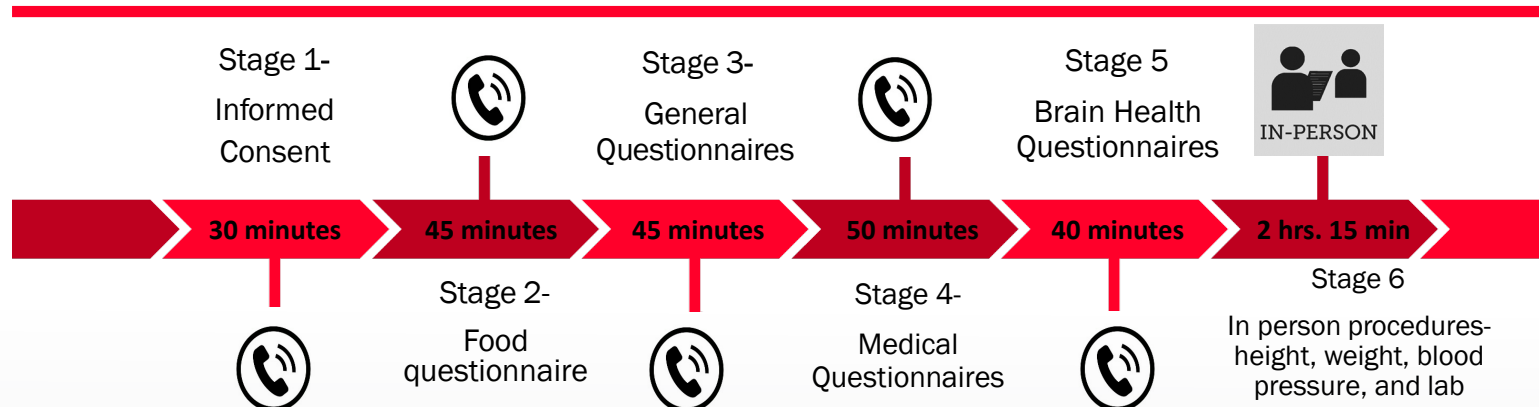 Stage 1-
Informed
Consent
30 minutes
45 minutes
Stage 2-
Food
questionnaire
Stage 3-
General
Questionnaires
45 minutes
50 minutes
Stage 4-
Medical
Questionnaires
Stage 5
Brain Health
Questionnaires
40 minutes
IN-PERSON
2 hrs. 15 min
Stage 6
In person procedures-
height, weight, blood
pressure, and lab